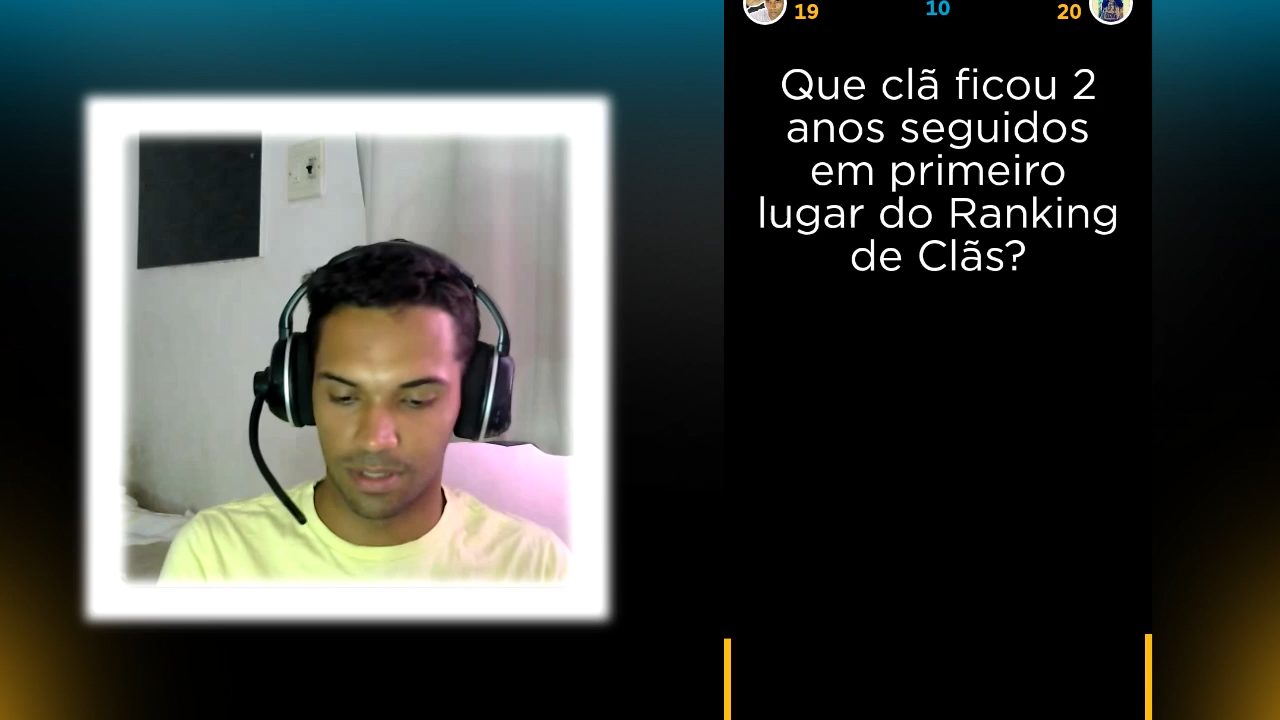 19 10 20
Que clã ficou 2
anos seguidos
em primeiro
lugar do Ranking
de Clãs?